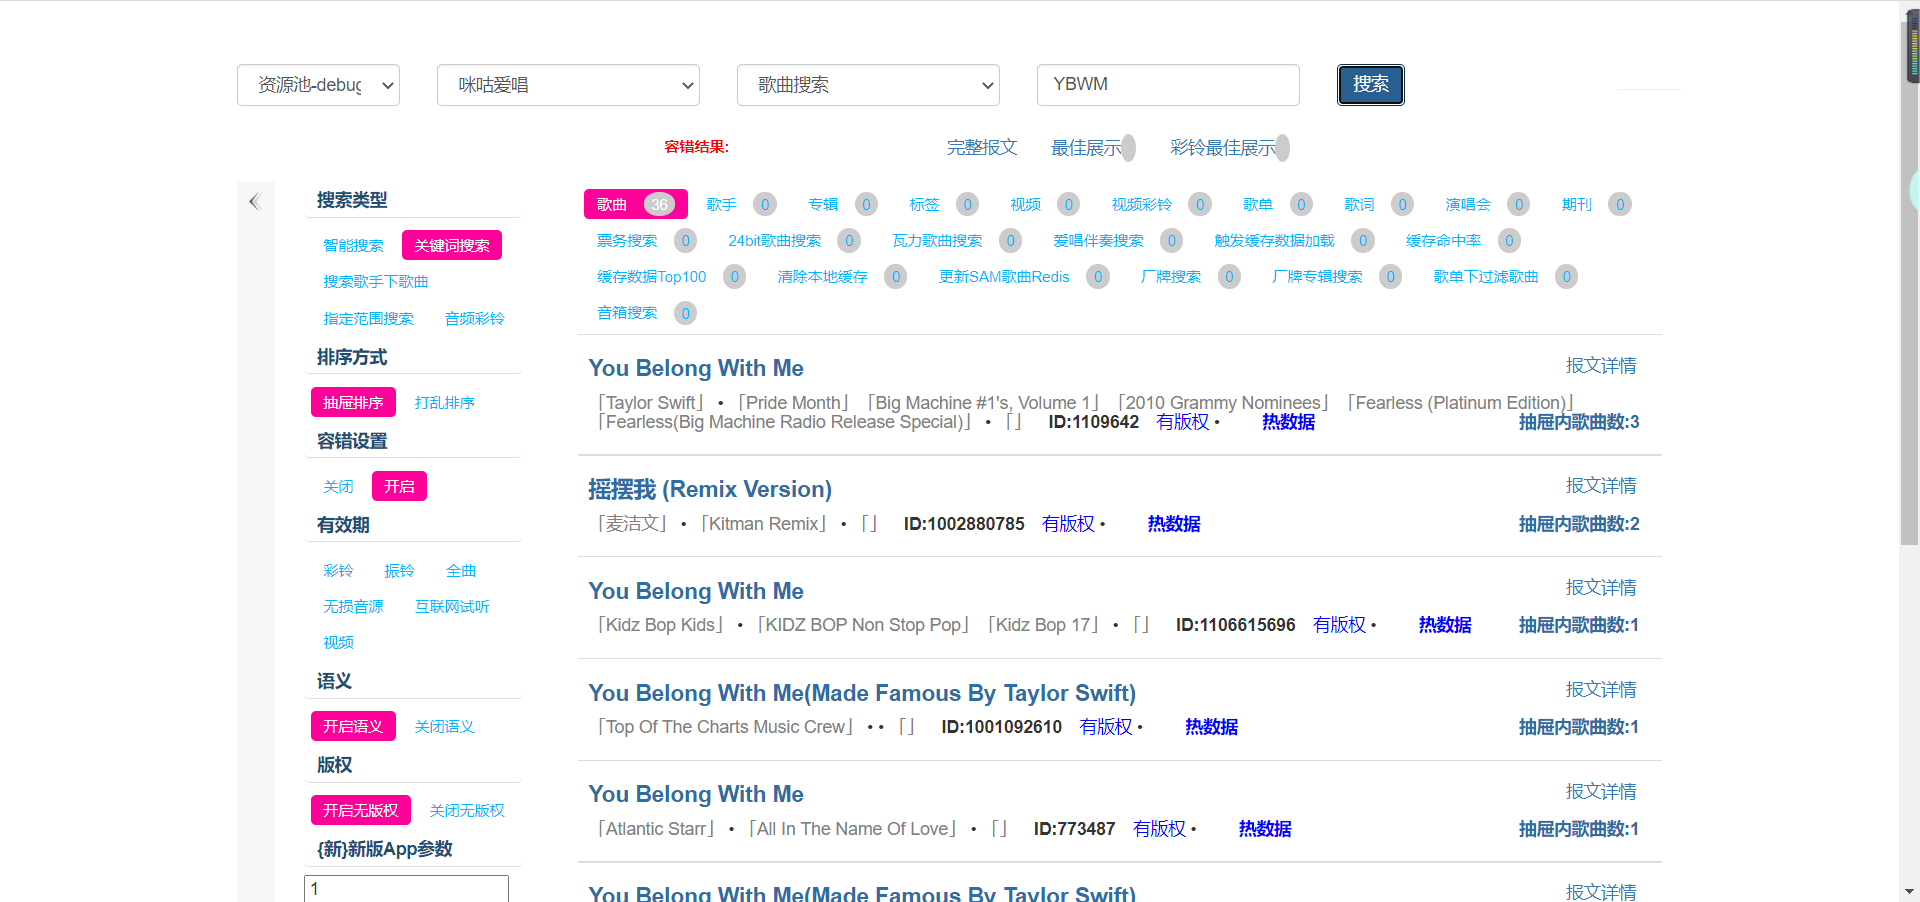 资源池-debug 咪咕爱唱 歌曲搜索 YBWM 搜索
容错结果: 完整报文 最佳展示 彩铃最佳展示
搜索类型
智能搜索 关键词搜索
搜索歌手下歌曲
指定范围搜索 音频彩铃
排序方式
抽屉排序 打乱排序
容错设置
关闭 开启
有效期
彩铃 振铃 全曲
无损音源 互联网试听
视频
语义
开启语义 关闭语义
版权
开启无版权 关闭无版权
{新}新版App参数
1
歌曲 36 歌手 0 专辑 0 标签 0 视频 0 视频彩铃 0 歌单 0 歌词 0 演唱会 0 期刊 0
票务搜索 0 24bit歌曲搜索 0 瓦力歌曲搜索 0 爱唱伴奏搜索 0 触发缓存数据加载 0 缓存命中率 0
缓存数据Top100 0 清除本地缓存 0 更新SAM歌曲Redis 0 厂牌搜索 0 厂牌专辑搜索 0 歌单下过滤歌曲 0
音箱搜索 0
You Belong With Me 报文详情
「Taylor Swift」 • 「Pride Month」 「Big Machine #1's, Volume 1」 「2010 Grammy Nominees」 「Fearless (Platinum Edition)」
「Fearless(Big Machine Radio Release Special)」 • 「」 ID:1109642 有版权 • 热数据 抽屉内歌曲数:3
摇摆我 (Remix Version) 报文详情
「麦洁文」 • 「Kitman Remix」 • 「」 ID:1002880785 有版权 • 热数据 抽屉内歌曲数:2
You Belong With Me 报文详情
「Kidz Bop Kids」 • 「KIDZ BOP Non Stop Pop」 「Kidz Bop 17」 • 「」 ID:1106615696 有版权 • 热数据 抽屉内歌曲数:1
You Belong With Me(Made Famous By Taylor Swift) 报文详情
「Top Of The Charts Music Crew」 • • 「」 ID:1001092610 有版权 • 热数据 抽屉内歌曲数:1
You Belong With Me 报文详情
「Atlantic Starr」 • 「All In The Name Of Love」 • 「」 ID:773487 有版权 • 热数据 抽屉内歌曲数:1
You Belong With Me(Made Famous By Taylor Swift) 报文详情